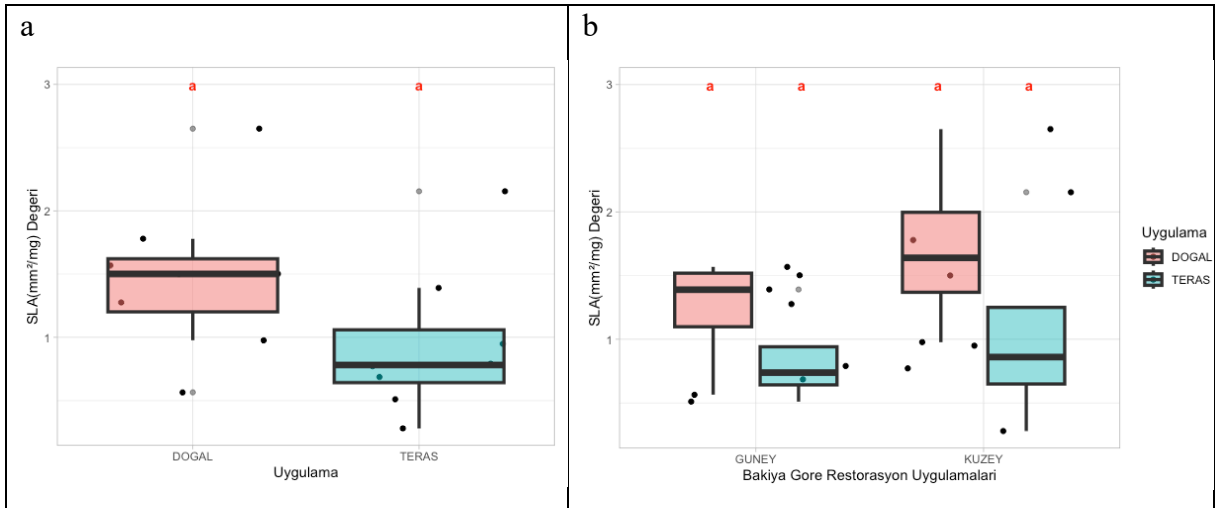 a
a a
3
2
1
SLA(mm²/mg) Degeri
DOGAL TERAS
Uygulama
b
a a a a
3
2
1
SLA(mm²/mg) Degeri
GUNEY KUZEY
Bakiya Gore Restorasyon Uygulamalari
Uygulama
DOGAL
TERAS